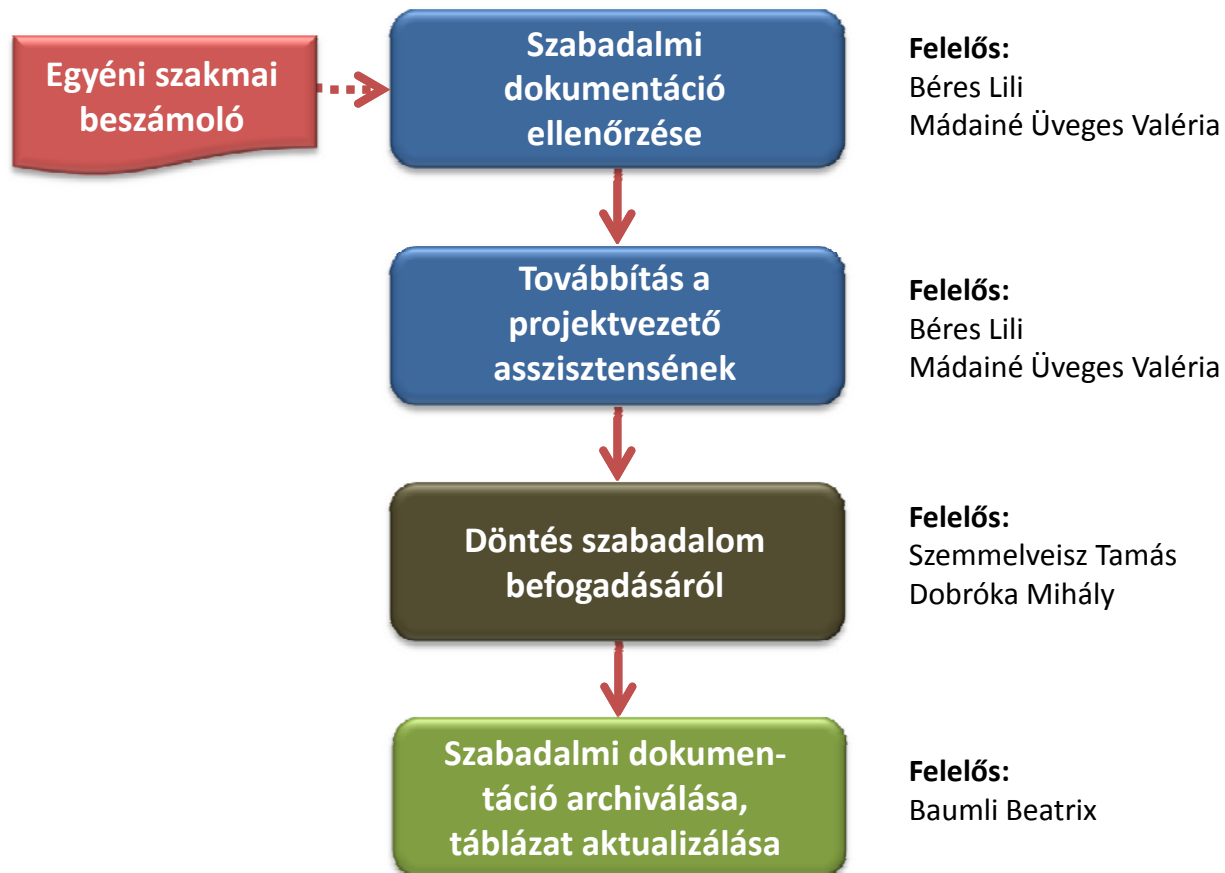 Egyéni szakmai
beszámoló
Szabadalmi
dokumentáció
ellenőrzése
Felelős:
Béres Lili
Mádainé Üveges Valéria
Továbbítás a
projektvezető
asszisztensének
Felelős:
Béres Lili
Mádainé Üveges Valéria
Döntés szabadalom
befogadásáról
Felelős:
Szemmelveisz Tamás
Dobróka Mihály
Szabadalmi dokumen-
táció archiválása,
táblázat aktualizálása
Felelős:
Baumli Beatrix